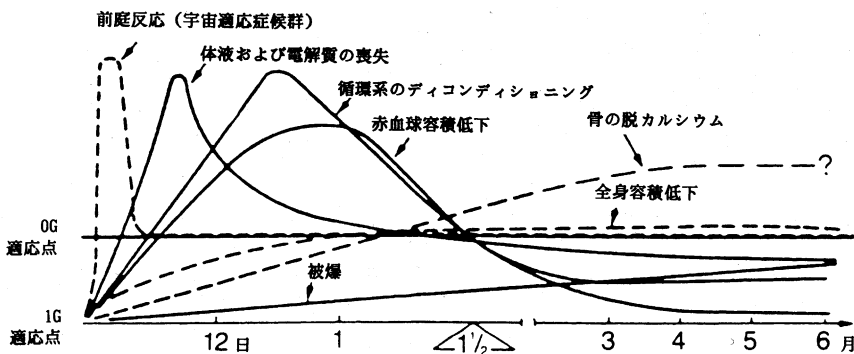 前庭反応（宇宙適応症候群）
体液および電解質の喪失
循環系のディコンディショニング
赤血球容積低下
骨の脱カルシウム
?
全身容積低下
0G
適応点
被爆
1G
適応点
12日
1
1½
3
4
5
6
月